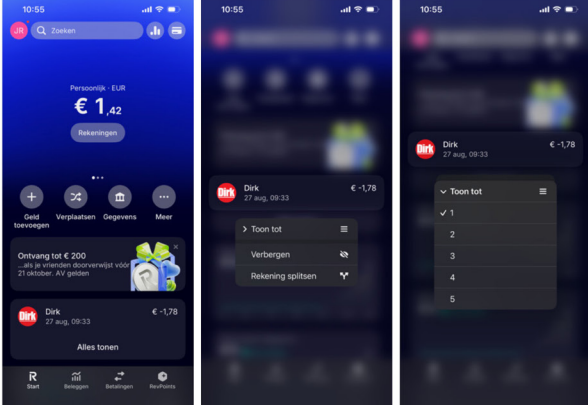 10:55
JR
Zoeken
Persoonlijk · EUR
€ 1,42
Rekeningen
Geld toevoegen
Verplaatsen
Gegevens
Meer
Ontvang tot € 200
...als je vrienden doorverwijst vóór
21 oktober. AV gelden
Dirk
Dirk
€ -1,78
27 aug, 09:33
Alles tonen
R
Start
Beleggen
Betalingen
RevPoints
10:55
Dirk
Dirk
€ -1,78
27 aug, 09:33
Toon tot
Verbergen
Rekening splitsen
10:55
Dirk
Dirk
€ -1,78
27 aug, 09:33
Toon tot
1
2
3
4
5